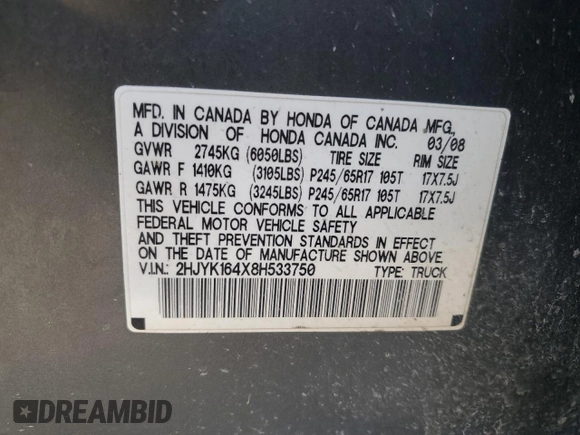 MFD. IN CANADA BY HONDA OF CANADA MFG.,
A DIVISION OF HONDA CANADA INC. 03/08
GVWR 2745KG (6050LBS) TIRE SIZE RIM SIZE
GAWR F 1410KG (3105LBS) P245/65R17 105T 17X7.5J
GAWR R 1475KG (3245LBS) P245/65R17 105T 17X7.5J
THIS VEHICLE CONFORMS TO ALL APPLICABLE
FEDERAL MOTOR VEHICLE SAFETY
AND THEFT PREVENTION STANDARDS IN EFFECT
ON THE DATE OF MANUFACTURE SHOWN ABOVE.
V.I.N.: 2HJYK164X8H533750 TYPE: TRUCK
DREAMBID